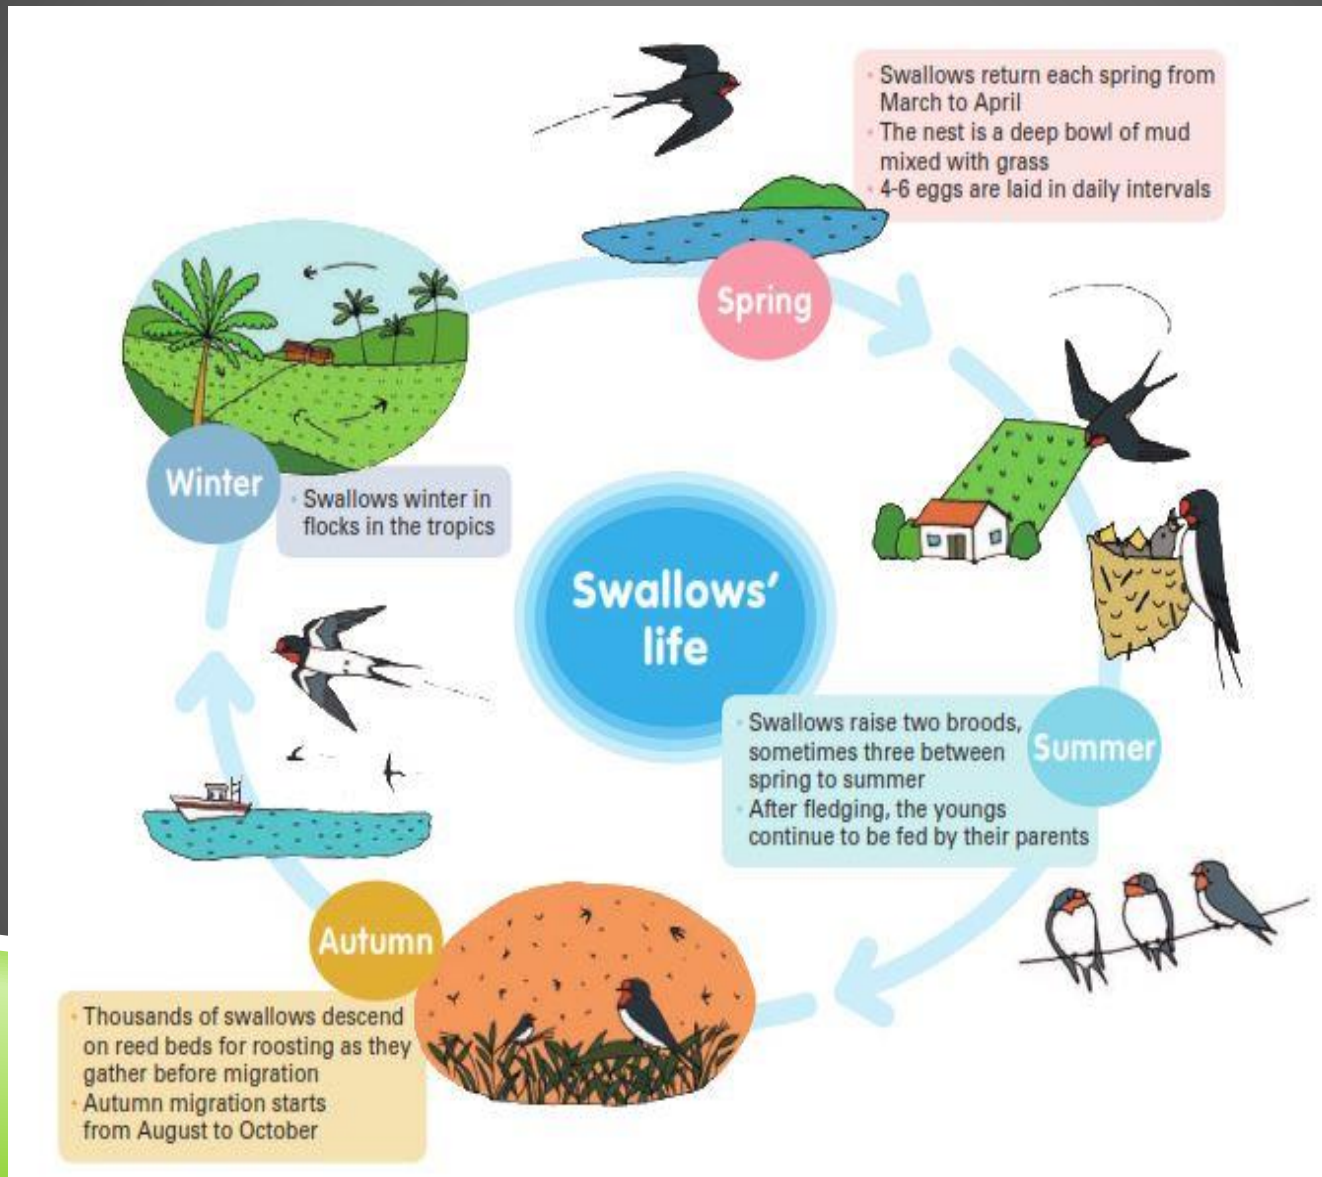 • Swallows return each spring from
March to April
• The nest is a deep bowl of mud
mixed with grass
• 4-6 eggs are laid in daily intervals
Spring
Winter
• Swallows winter in
flocks in the tropics
Swallows'
life
• Swallows raise two broods,
sometimes three between
spring to summer
• After fledging, the youngs
continue to be fed by their parents
Summer
Autumn
• Thousands of swallows descend
on reed beds for roosting as they
gather before migration
• Autumn migration starts
from August to October